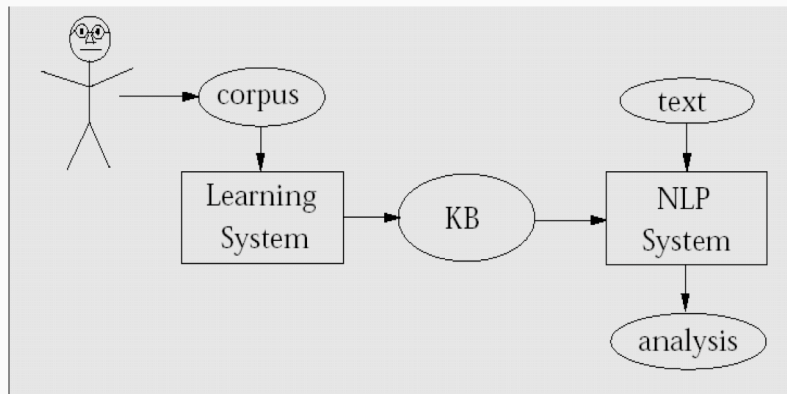 corpus
text
Learning
System
KB
NLP
System
analysis